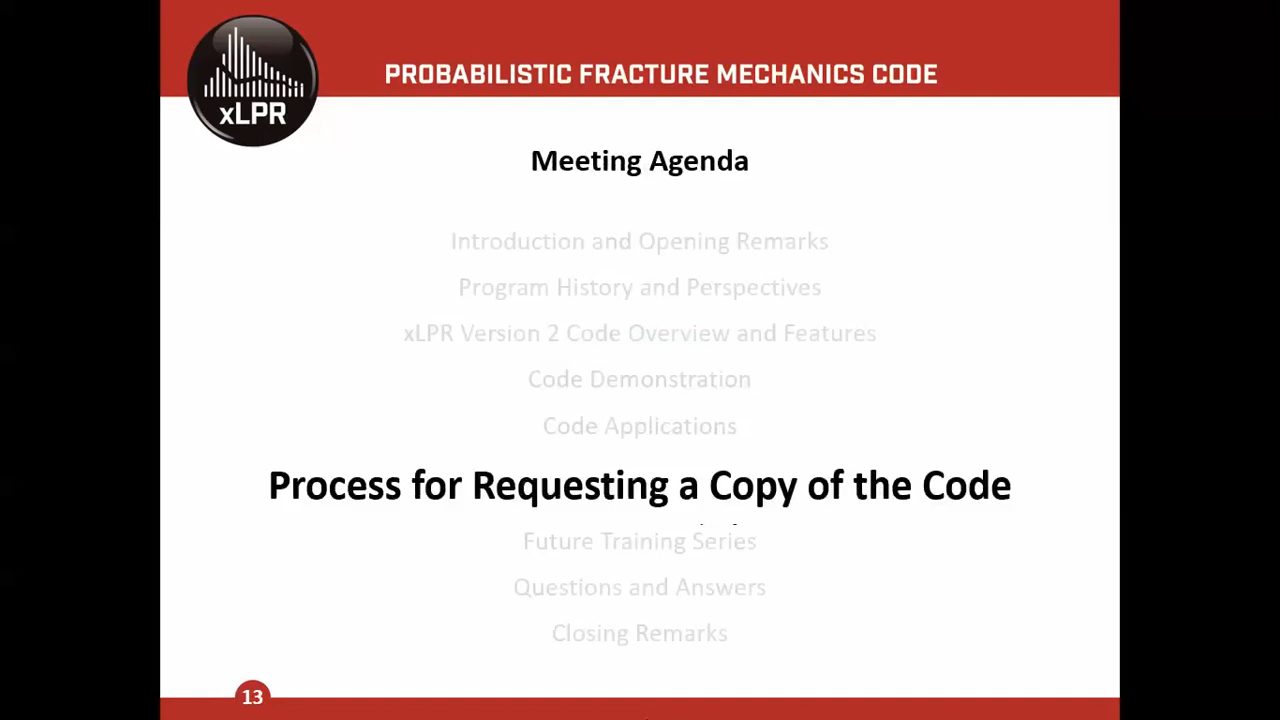 xLPR
PROBABILISTIC FRACTURE MECHANICS CODE
Meeting Agenda
Introduction and Opening Remarks
Program History and Perspectives
xLPR Version 2 Code Overview and Features
Code Demonstration
Code Applications
Process for Requesting a Copy of the Code
Future Training Series
Questions and Answers
Closing Remarks
13